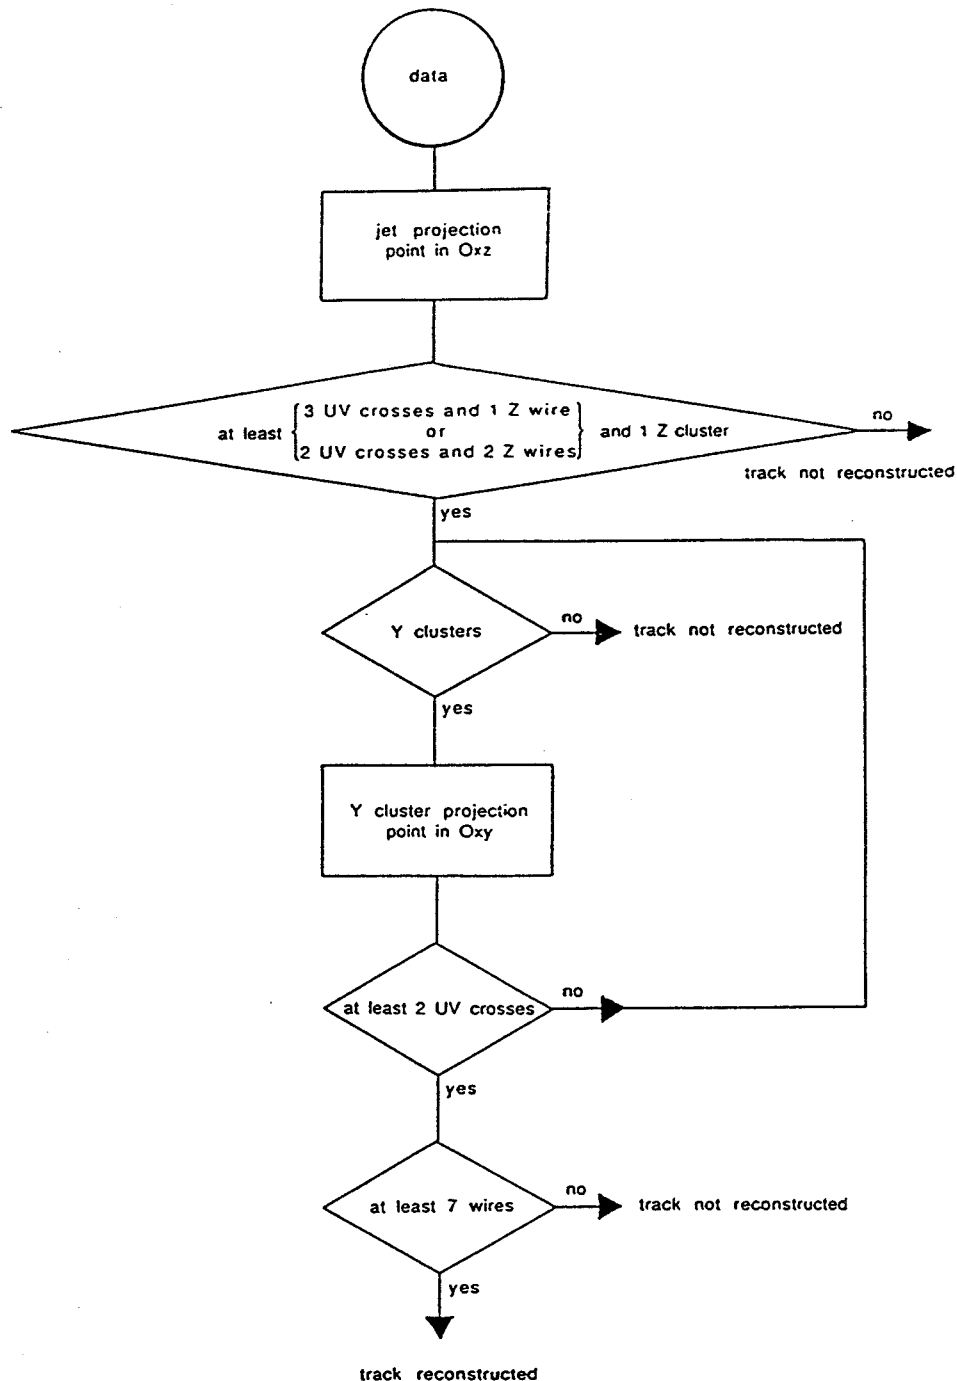 data
jet projection
point in Oxz
3 UV crosses and 1 Z wire
at least or and 1 Z cluster
2 UV crosses and 2 Z wires
no
track not reconstructed
yes
Y clusters
no
track not reconstructed
yes
Y cluster projection
point in Oxy
at least 2 UV crosses
no
yes
at least 7 wires
no
track not reconstructed
yes
track reconstructed